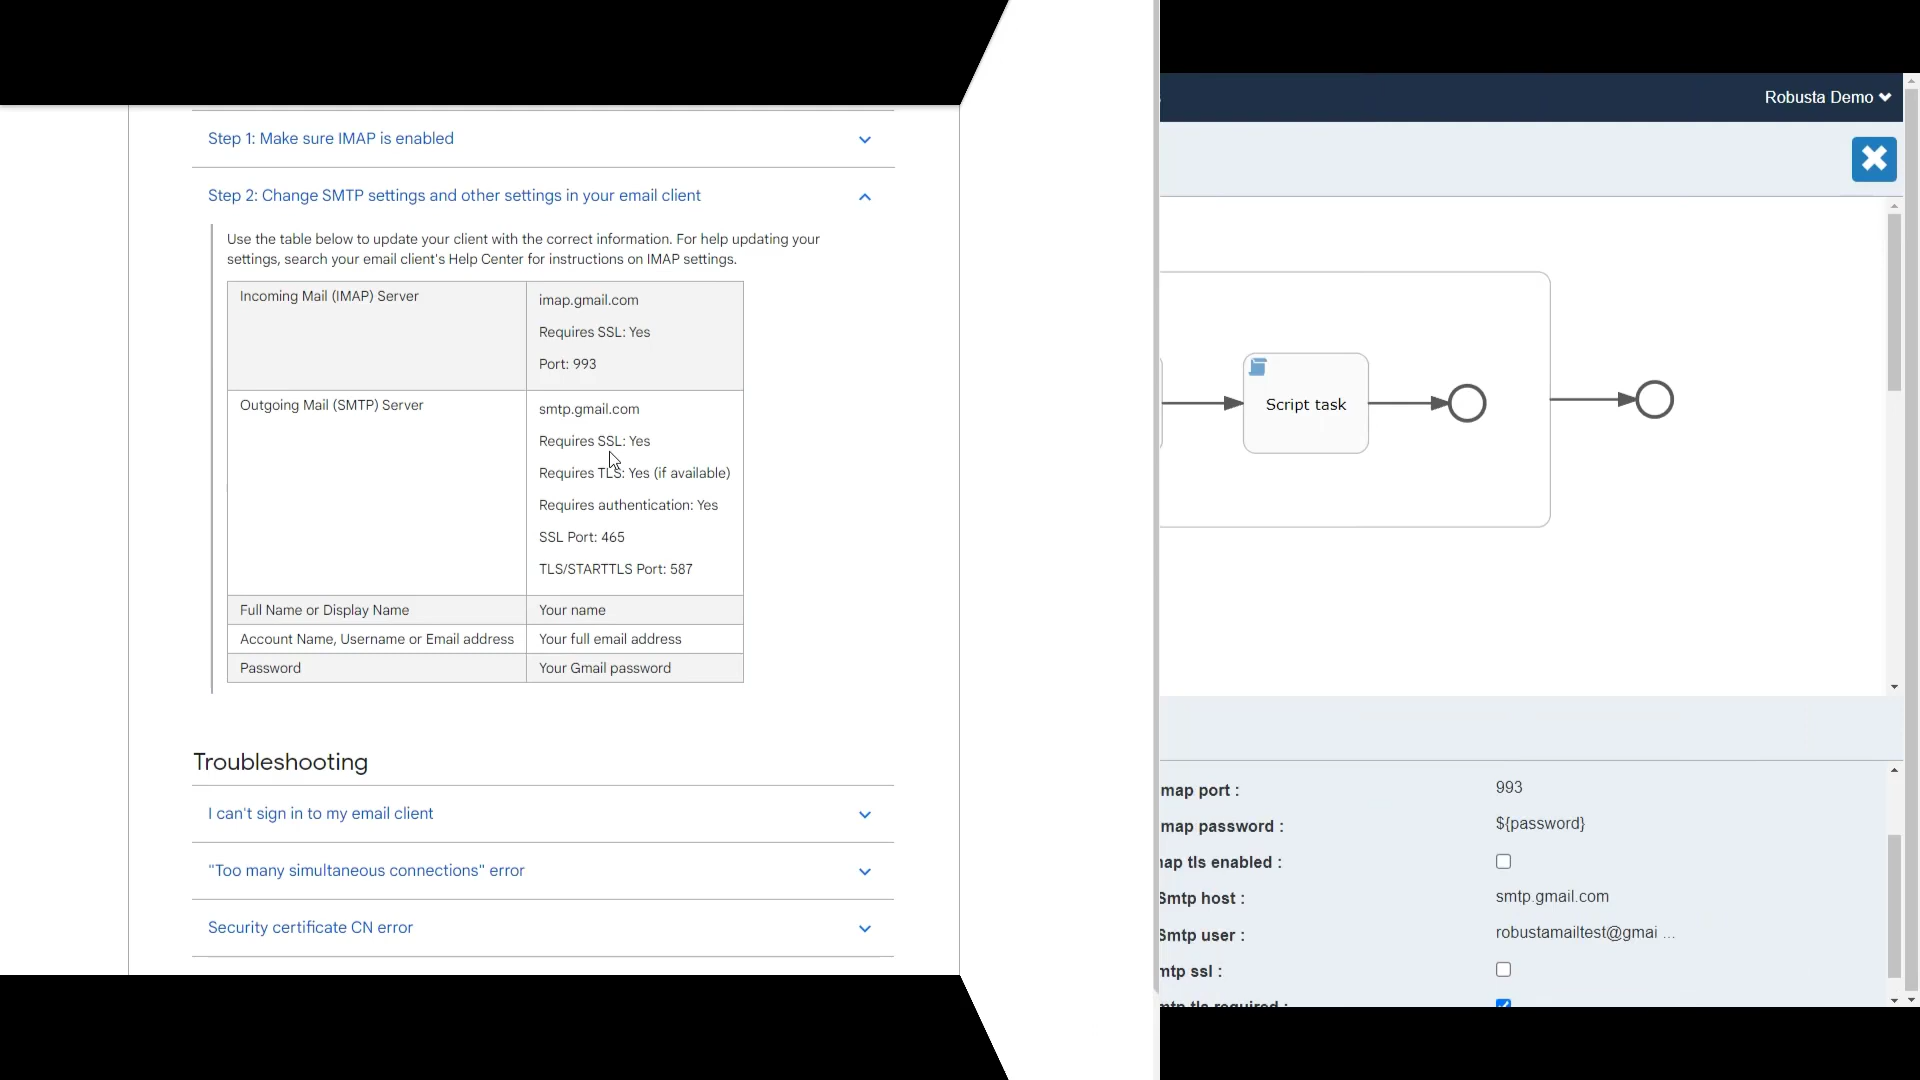 Step 1: Make sure IMAP is enabled
Step 2: Change SMTP settings and other settings in your email client
Use the table below to update your client with the correct information. For help updating your
settings, search your email client's Help Center for instructions on IMAP settings.
Incoming Mail (IMAP) Server
imap.gmail.com
Requires SSL: Yes
Port: 993
Outgoing Mail (SMTP) Server
smtp.gmail.com
Requires SSL: Yes
Requires TLS: Yes (if available)
Requires authentication: Yes
SSL Port: 465
TLS/STARTTLS Port: 587
Full Name or Display Name
Your name
Account Name, Username or Email address
Your full email address
Password
Your Gmail password
Troubleshooting
I can't sign in to my email client
"Too many simultaneous connections" error
Security certificate CN error
Robusta Demo
Script task
map port :
993
map password :
${password}
ap tls enabled :
Smtp host :
smtp.gmail.com
Smtp user :
robustamailtest@gmai ...
mtp ssl :
mtp tls required :